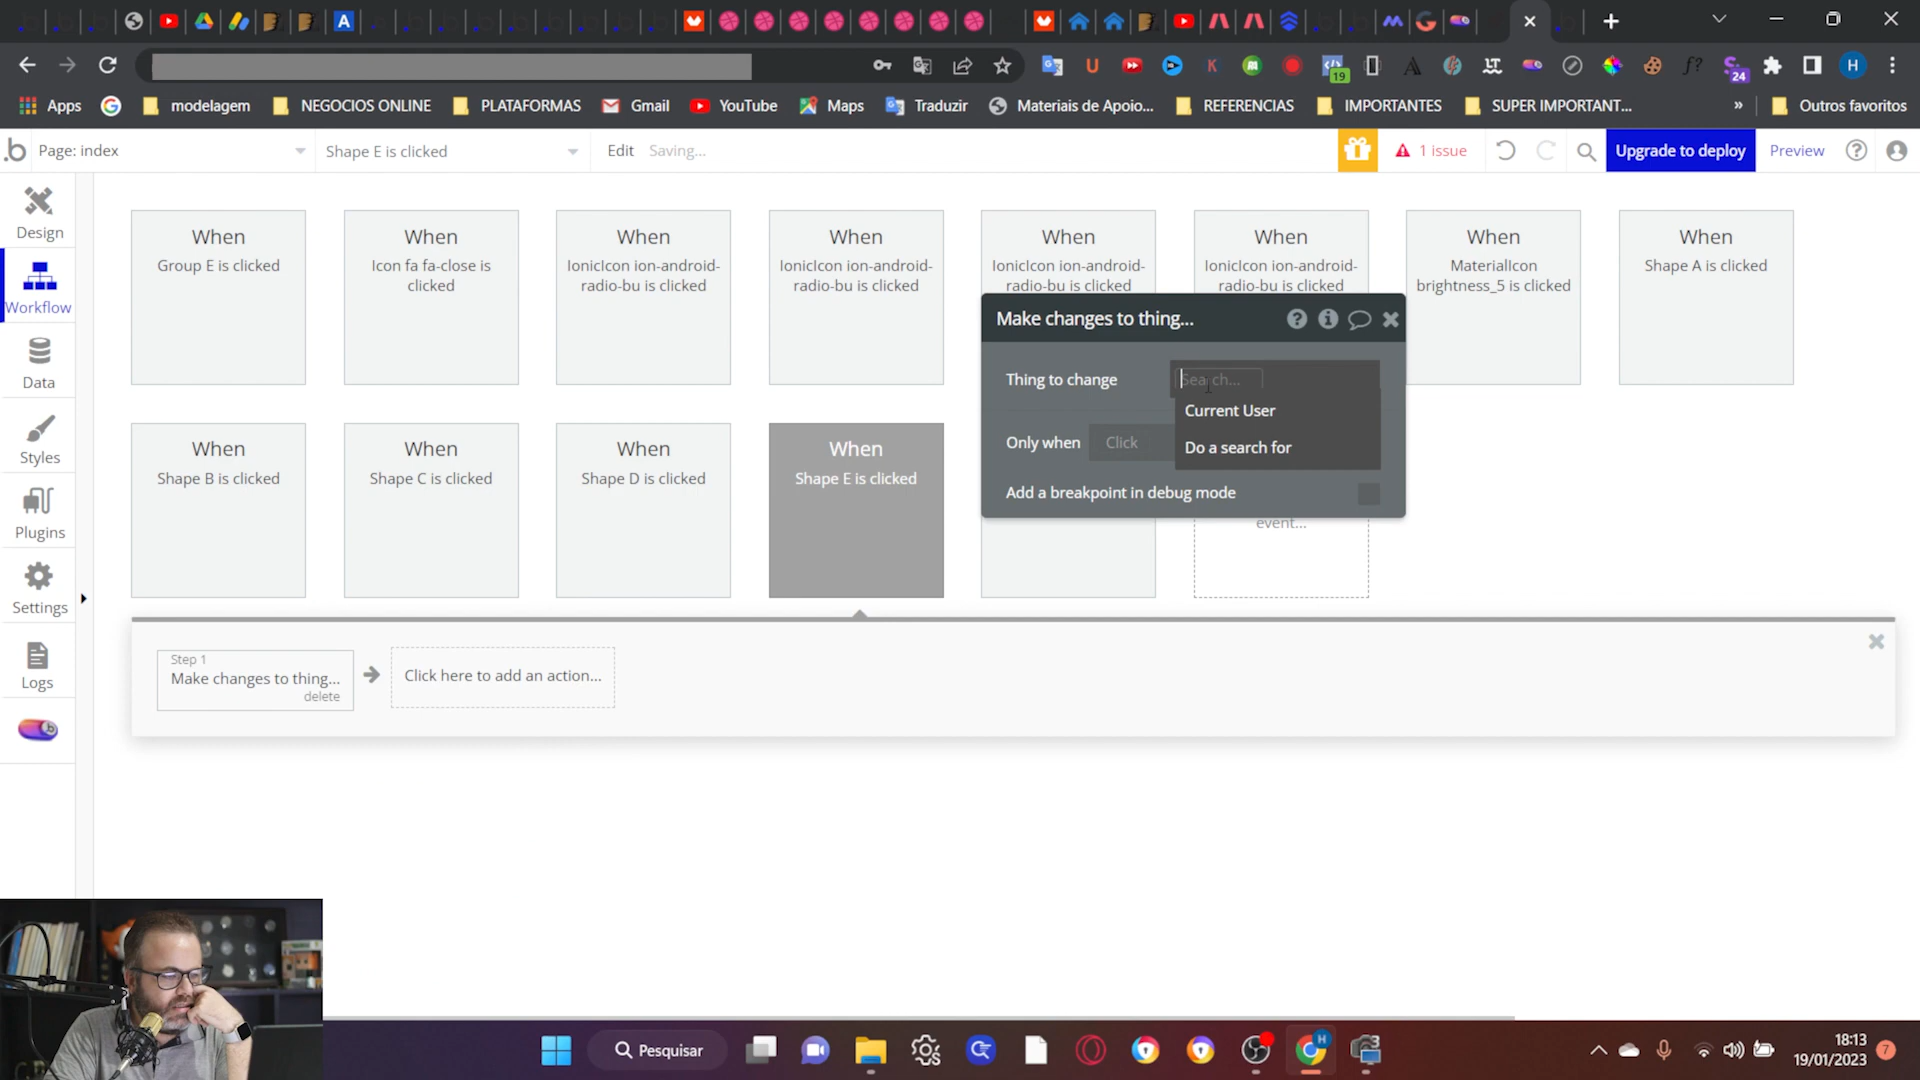 A
19
24
H
Apps
modelagem
NEGOCIOS ONLINE
PLATAFORMAS
Gmail
YouTube
Maps
Traduzir
Materiais de Apoio...
REFERENCIAS
IMPORTANTES
SUPER IMPORTANT...
»
Outros favoritos
.b
Page: index
Shape E is clicked
Edit
Saving...
1 issue
Upgrade to deploy
Preview
Design
Workflow
Data
Styles
Plugins
Settings
Logs
When
Group E is clicked
When
Icon fa fa-close is
clicked
When
IonicIcon ion-android-
radio-bu is clicked
When
IonicIcon ion-android-
radio-bu is clicked
When
IonicIcon ion-android-
radio-bu is clicked
When
IonicIcon ion-android-
radio-bu is clicked
When
MaterialIcon
brightness_5 is clicked
When
Shape A is clicked
When
Shape B is clicked
When
Shape C is clicked
When
Shape D is clicked
When
Shape E is clicked
event...
Make changes to thing...
Thing to change
Search...
Current User
Do a search for
Only when
Click
Add a breakpoint in debug mode
Step 1
Make changes to thing...
delete
Click here to add an action...
Pesquisar
H
18:13
19/01/2023
7